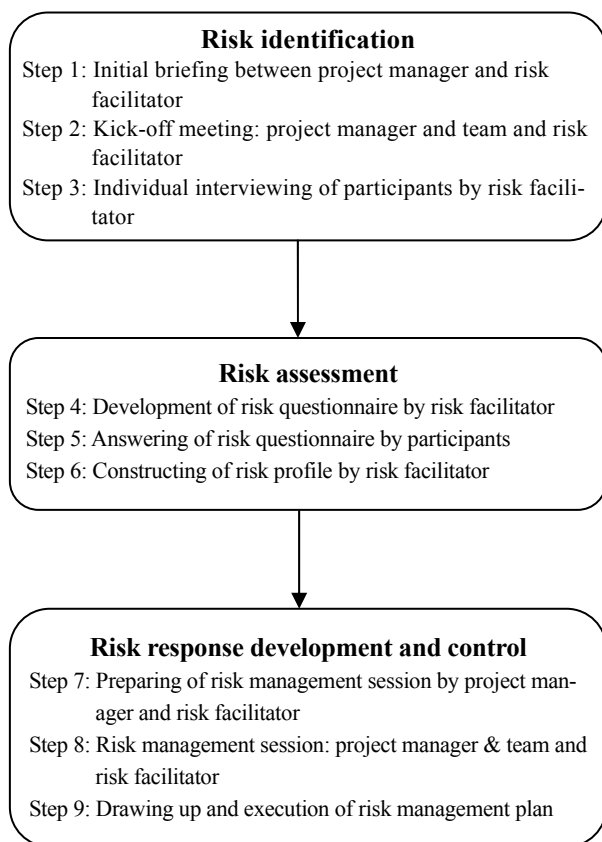 Risk identification
Step 1: Initial briefing between project manager and risk
facilitator
Step 2: Kick-off meeting: project manager and team and risk
facilitator
Step 3: Individual interviewing of participants by risk facili-
tator
Risk assessment
Step 4: Development of risk questionnaire by risk facilitator
Step 5: Answering of risk questionnaire by participants
Step 6: Constructing of risk profile by risk facilitator
Risk response development and control
Step 7: Preparing of risk management session by project man-
ager and risk facilitator
Step 8: Risk management session: project manager & team and
risk facilitator
Step 9: Drawing up and execution of risk management plan